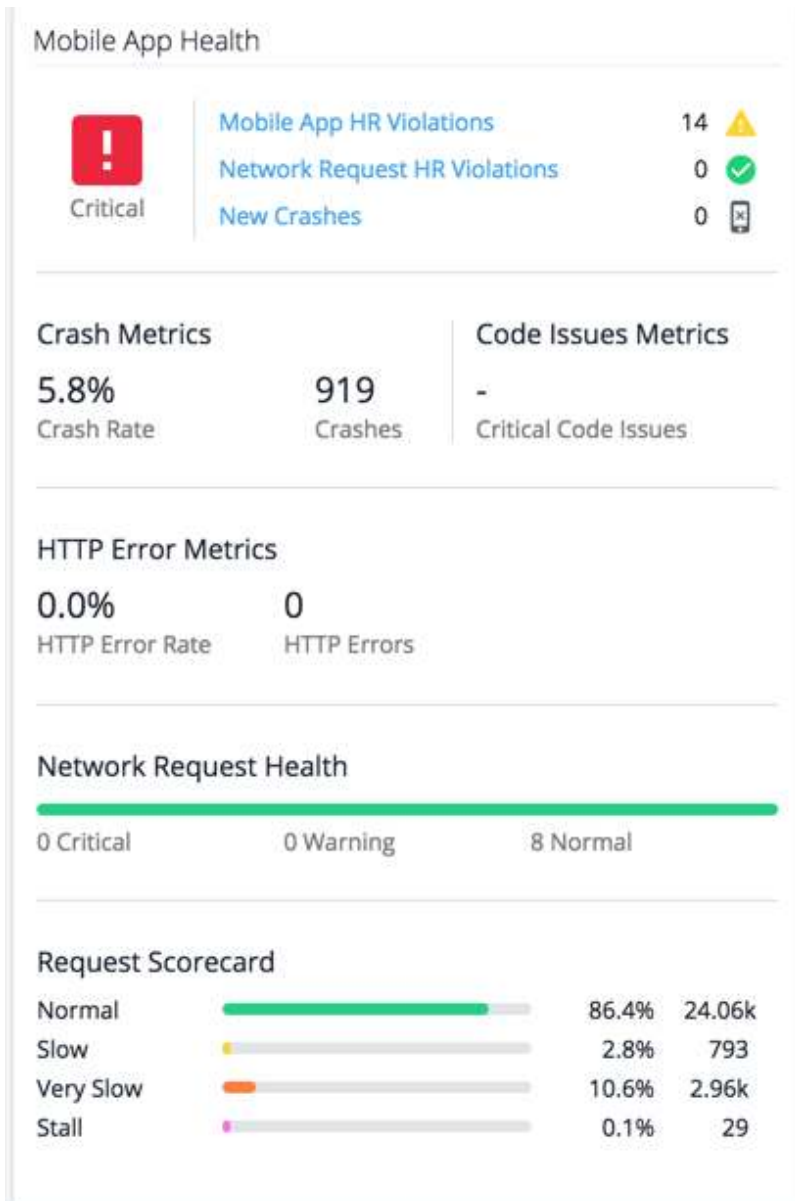 Mobile App Health
Mobile App HR Violations 14
Network Request HR Violations 0
Critical
New Crashes 0
Crash Metrics Code Issues Metrics
5.8% 919 -
Crash Rate Crashes Critical Code Issues
HTTP Error Metrics
0.0% 0
HTTP Error Rate HTTP Errors
Network Request Health
0 Critical 0 Warning 8 Normal
Request Scorecard
Normal 86.4% 24.06k
Slow 2.8% 793
Very Slow 10.6% 2.96k
Stall 0.1% 29